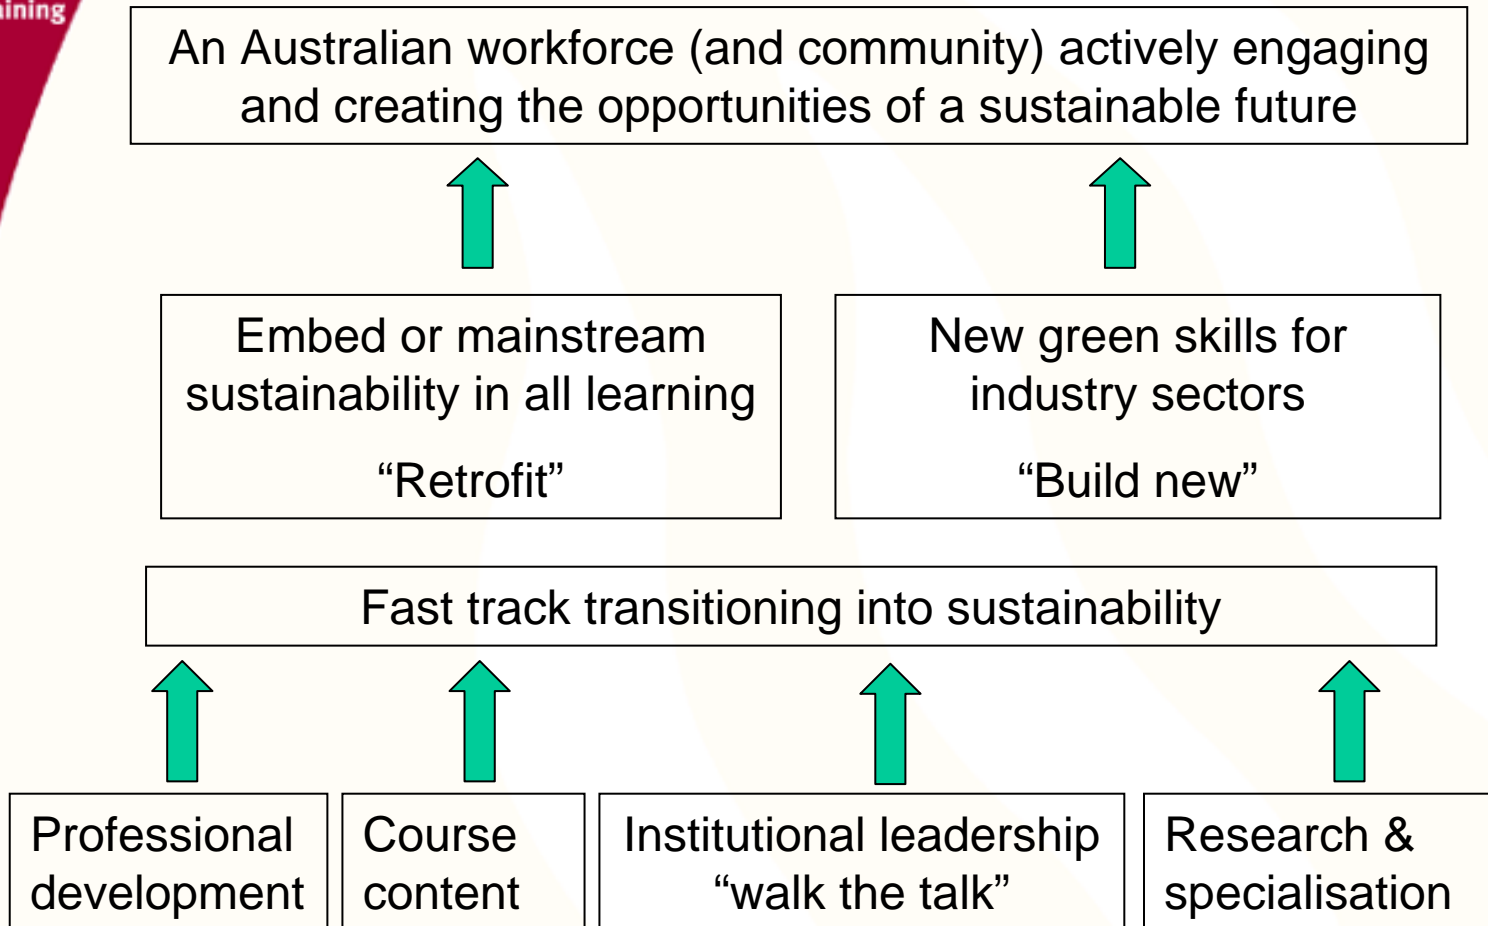 An Australian workforce (and community) actively engaging
and creating the opportunities of a sustainable future
Embed or mainstream
sustainability in all learning
“Retrofit”
New green skills for
industry sectors
“Build new”
Fast track transitioning into sustainability
Professional
development
Course
content
Institutional leadership
“walk the talk”
Research &
specialisation